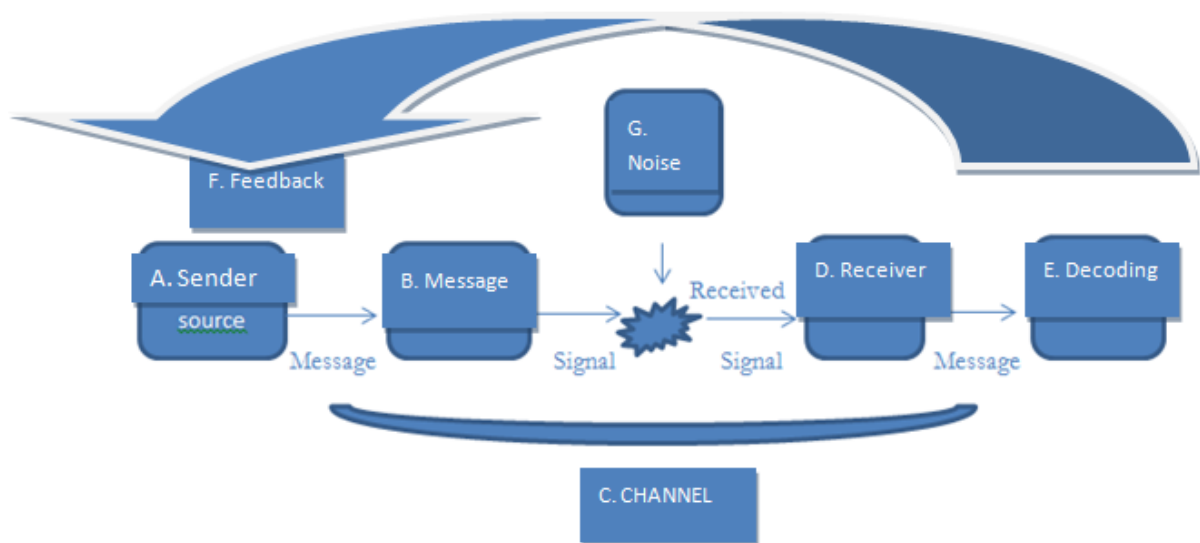 G.
Noise
F. Feedback
A. Sender
source
B. Message
D. Receiver
E. Decoding
Received
Message
Signal
Signal
Message
C. CHANNEL